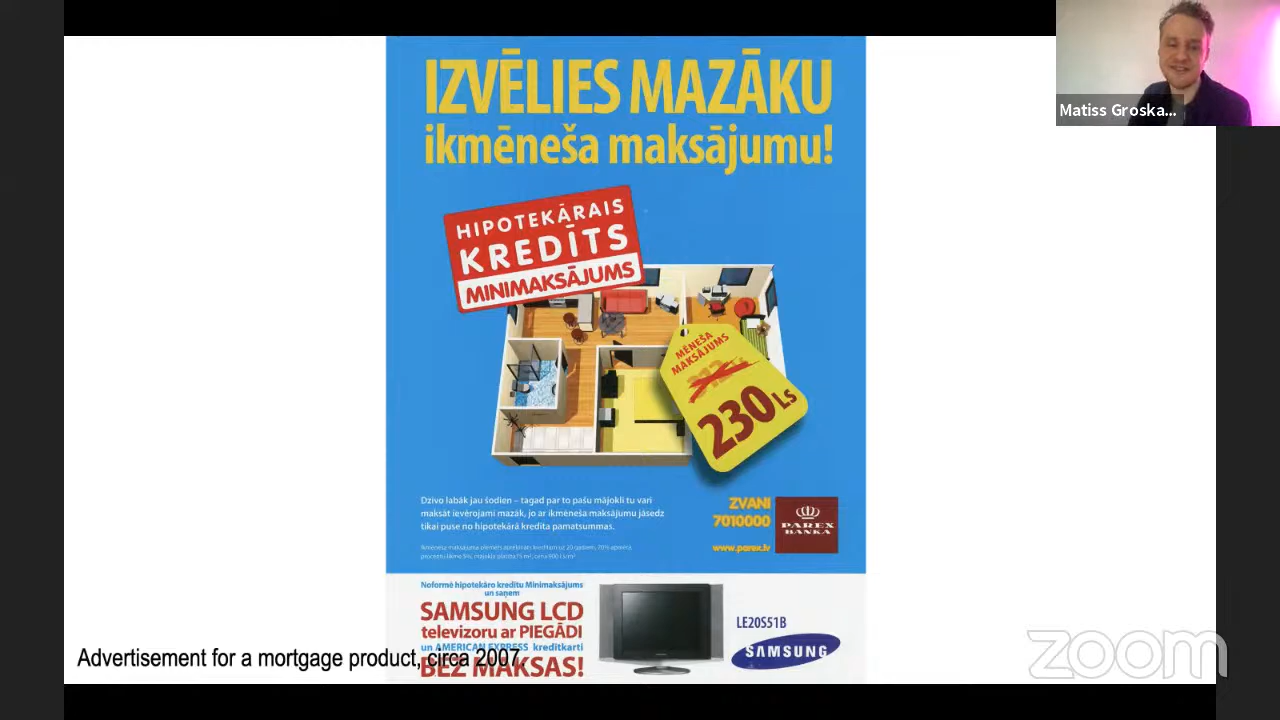 IZVĒLIES MAZĀKU
ikmēneša maksājumu!
HIPOTEKĀRAIS
KREDĪTS
MINIMAKSĀJUMS
MĒNEŠA
MAKSĀJUMS
230 Ls
Dzīvo labāk jau šodien – tagad par to pašu mājokli tu vari
maksāt ievērojami mazāk, jo ar ikmēneša maksājumu jāsedz
tikai puse no hipotekārā kredīta pamatsummas.
ZVANI
7010000
www.parex.lv
PAREX
BANKA
Noformē hipotekāro kredītu Minimaksājums
un saņem
SAMSUNG LCD
televizoru ar PIEGĀDI
un AMERICAN EXPRESS kredītkarti
BEZ MAKSAS!
LE20S51B
SAMSUNG
Advertisement for a mortgage product, circa 2007.
Matiss Groska...
zoom